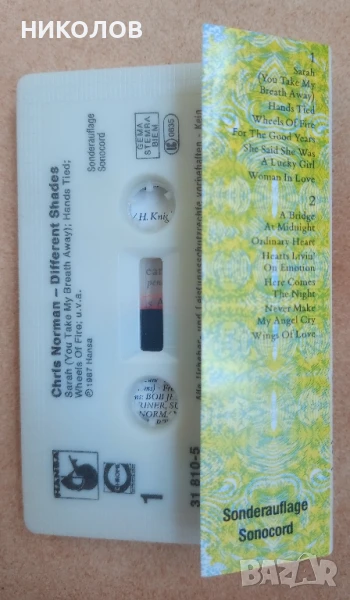 НИКОЛОВ
Chris Norman – Different Shades
Sarah (You Take My Breath Away); Hands Tied;
Wheels Of Fire; u.v.a.
℗ 1987 Hansa
Sonderauflage
Sonocord
GEMA
STEMRA
BIEM
HANSA
1
31 810-5
1
Sarah
(You Take My
Breath Away)
Hands Tied
Wheels Of Fire
For The Good Years
She Said She Was
A Lucky Girl
Woman In Love
2
A Bridge
At Midnight
Ordinary Heart
Hearts Livin'
On Emotion
Here Comes
The Night
Never Make
My Angel Cry
Wings Of Love
Sonderauflage
Sonocord
BAZAR